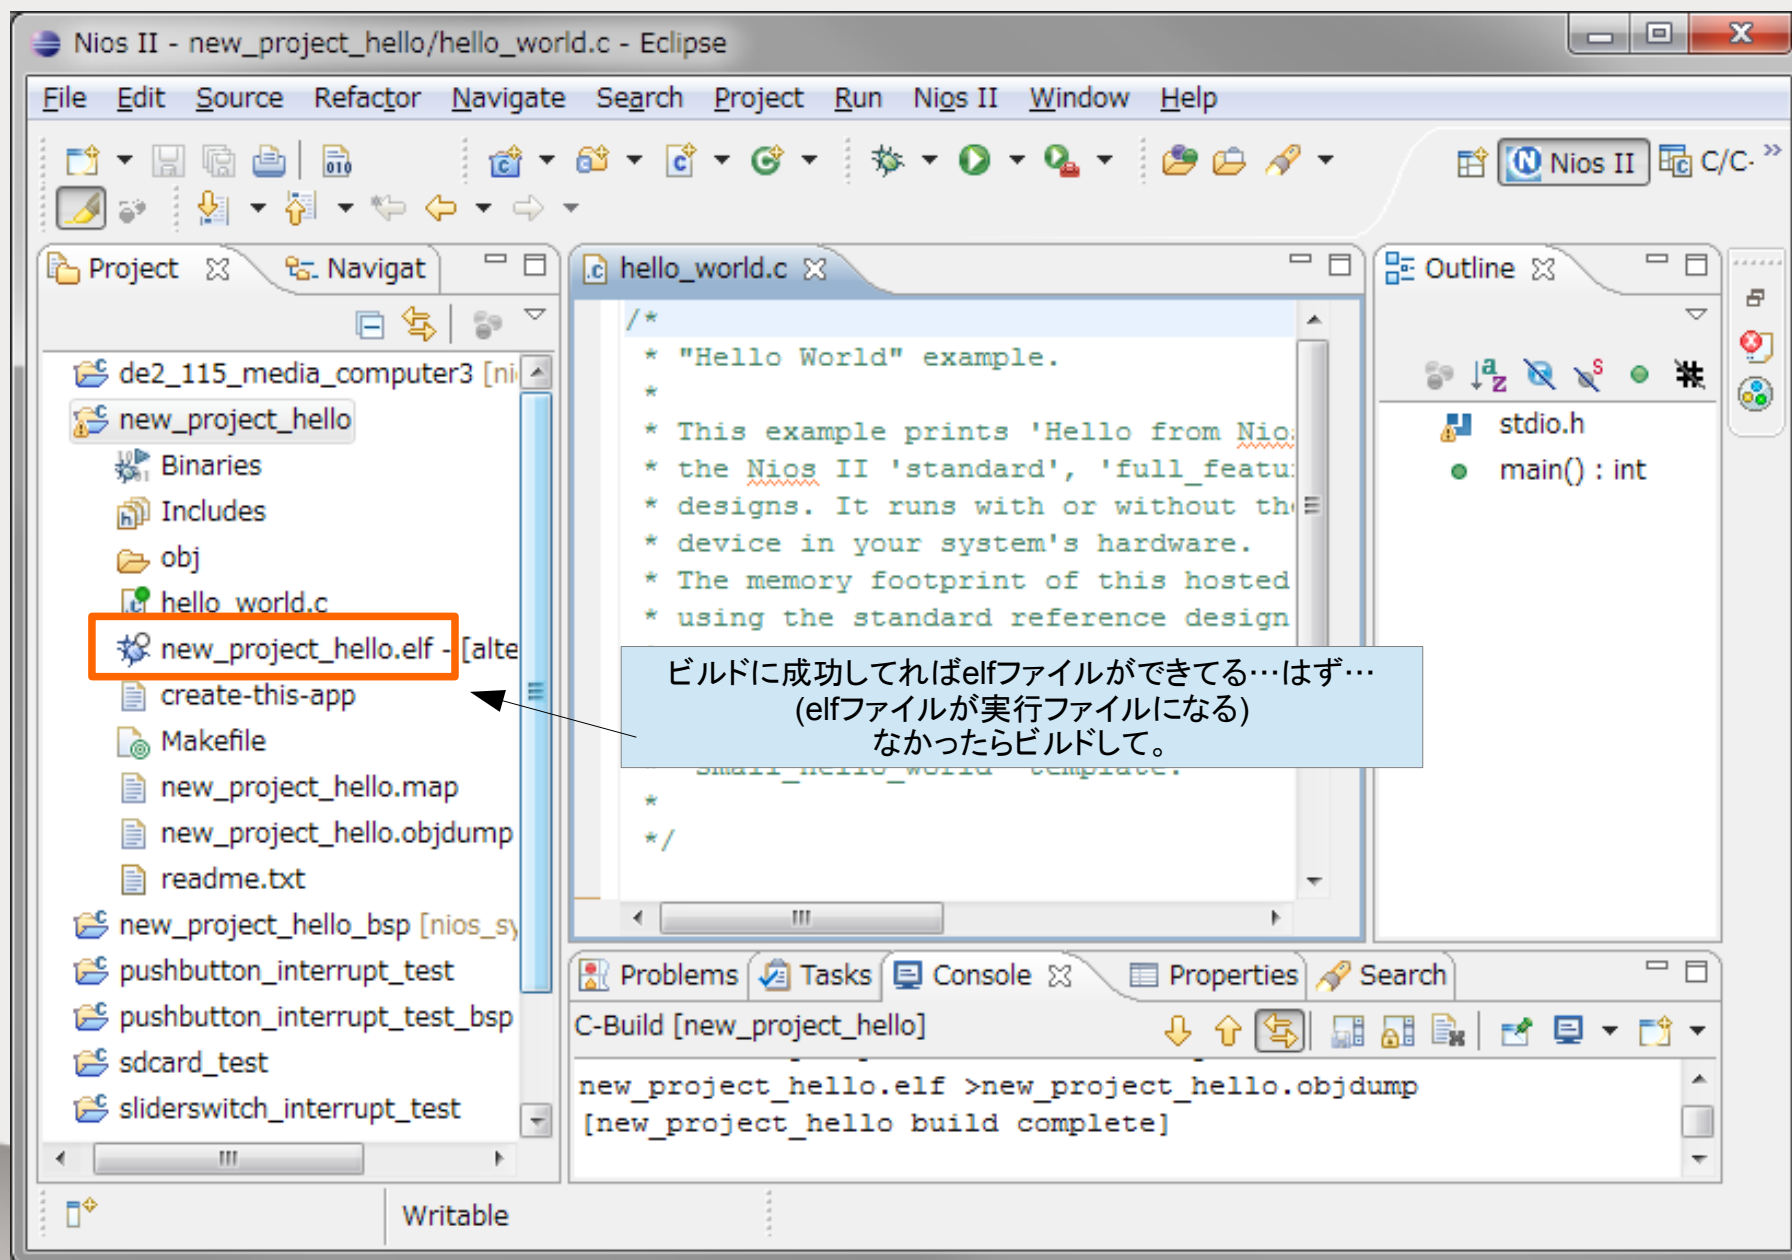 Nios II - new_project_hello/hello_world.c - Eclipse
File Edit Source Refactor Navigate Search Project Run Nios II Window Help
Nios II C/C-
Project Navigat
de2_115_media_computer3 [ni
new_project_hello
Binaries
Includes
obj
hello_world.c
new_project_hello.elf - [alte
create-this-app
Makefile
new_project_hello.map
new_project_hello.objdump
readme.txt
new_project_hello_bsp [nios_sy
pushbutton_interrupt_test
pushbutton_interrupt_test_bsp
sdcard_test
sliderswitch_interrupt_test
hello_world.c
/*
* "Hello World" example.
*
* This example prints 'Hello from Nios
* the Nios II 'standard', 'full_featu
* designs. It runs with or without the
* device in your system's hardware.
* The memory footprint of this hosted
* using the standard reference design
ビルドに成功してればelfファイルができてる…はず…
(elfファイルが実行ファイルになる)
なかったらビルドして。
* "Small_hello_world" template.
*
*/
Outline
stdio.h
main() : int
Problems Tasks Console Properties Search
C-Build [new_project_hello]
new_project_hello.elf >new_project_hello.objdump
[new_project_hello build complete]
Writable